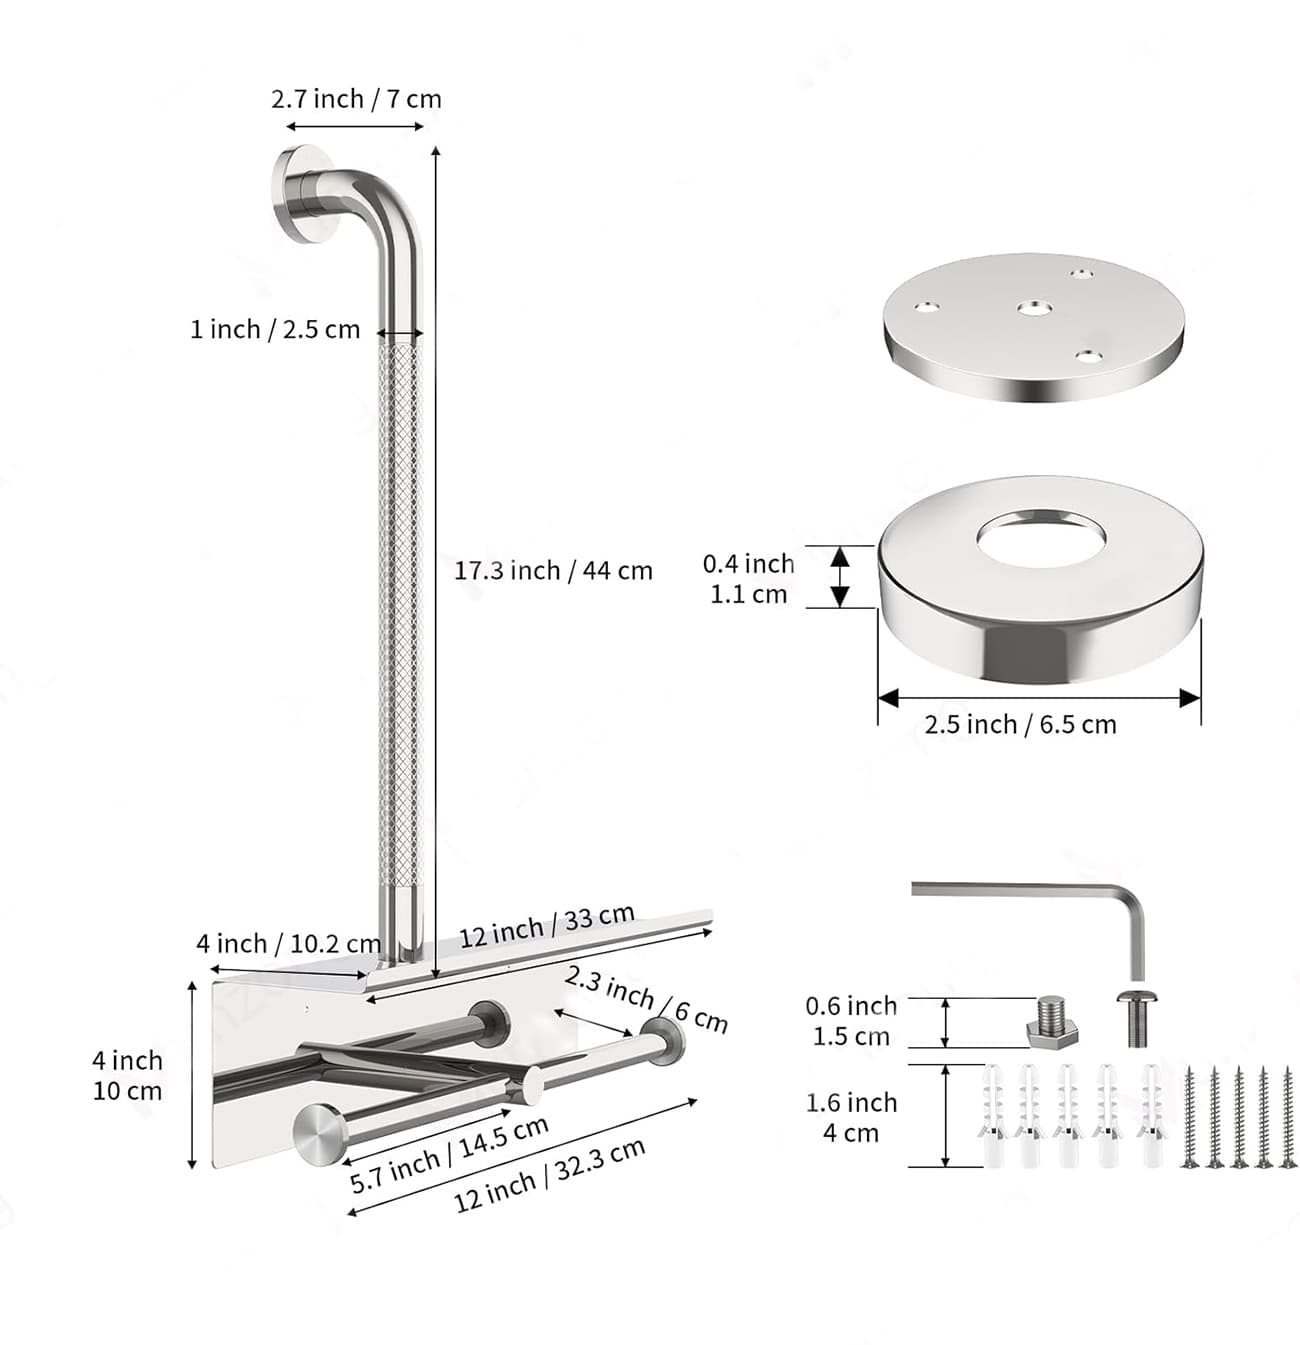 2.7 inch / 7 cm
1 inch / 2.5 cm
17.3 inch / 44 cm
0.4 inch
1.1 cm
2.5 inch / 6.5 cm
4 inch / 10.2 cm
12 inch / 33 cm
2.3 inch / 6 cm
4 inch
10 cm
5.7 inch / 14.5 cm
12 inch / 32.3 cm
0.6 inch
1.5 cm
1.6 inch
4 cm